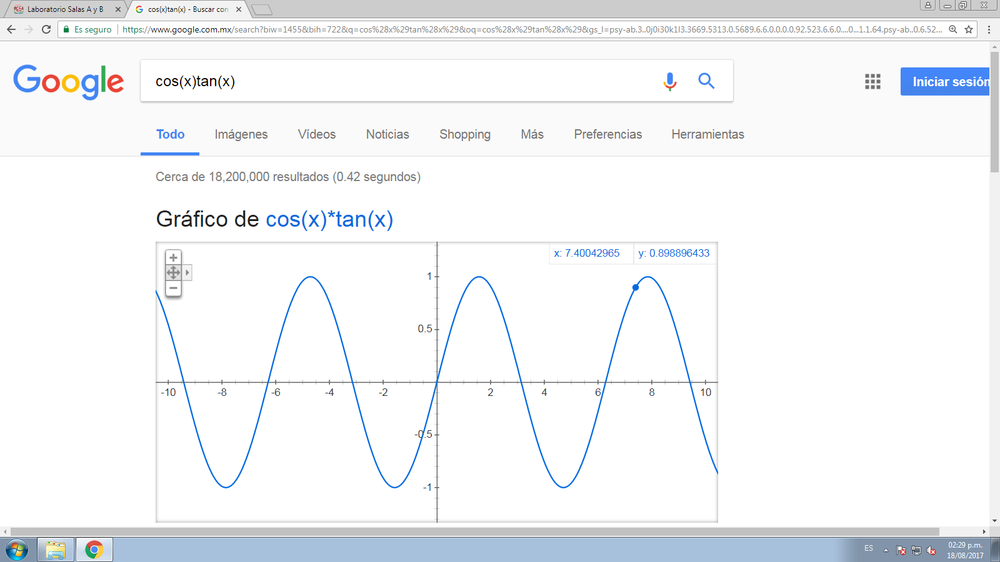 Laboratorio Salas A y B
cos(x)tan(x) - Buscar con
Es seguro
https://www.google.com.mx/search?biw=1455&bih=722&q=cos%28x%29tan%28x%29&oq=cos%28x%29tan%28x%29&gs_l=psy-ab.3..0j0i30k1l3.3669.5313.0.5689.6.6.0.0.0.0.92.523.6.6.0....0...1.1.64.psy-ab..0.6.52...
Google
cos(x)tan(x)
Iniciar sesión
Todo Imágenes Vídeos Noticias Shopping Más Preferencias Herramientas
Cerca de 18,200,000 resultados (0.42 segundos)
Gráfico de cos(x)*tan(x)
x: 7.40042965 y: 0.898896433
1
0.5
-10 -8 -6 -4 -2 2 4 6 8 10
-0.5
-1
ES
02:29 p.m.
18/08/2017